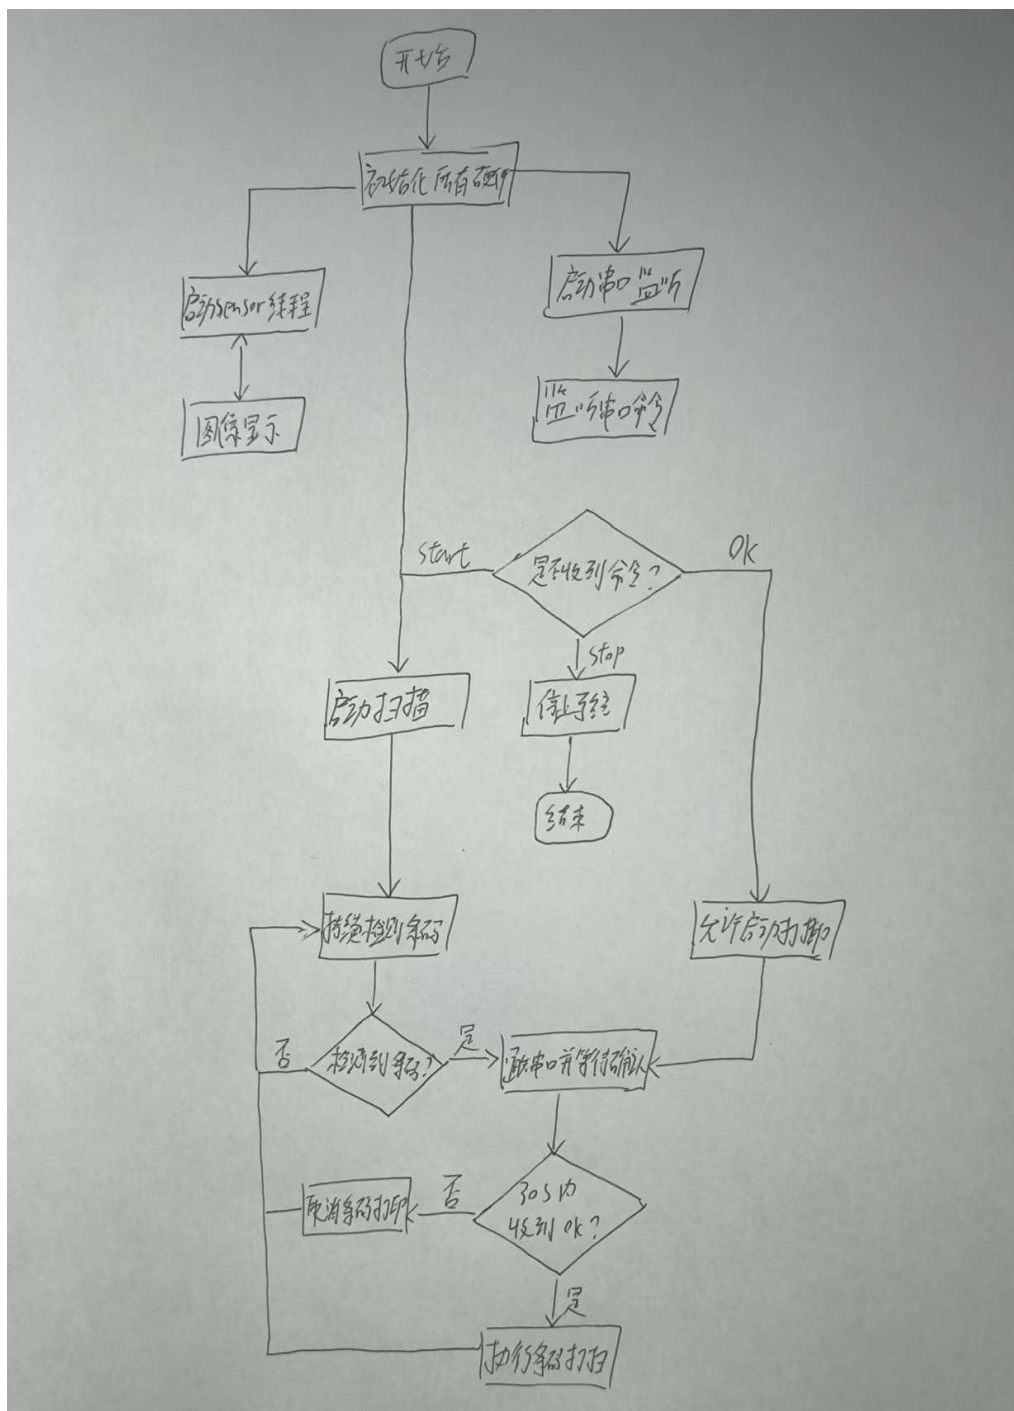 开始
初始化所有硬件
启动sensor线程
启动串口监听
图像显示
监听串口命令
start
是否收到命令?
OK
stop
启动扫描
停止系统
结束
持续检测条码
允许启动打印
否
检测到条码?
是
通知串口并等待确认
取消条码打印
否
30s内
收到ok?
是
执行条码打扫